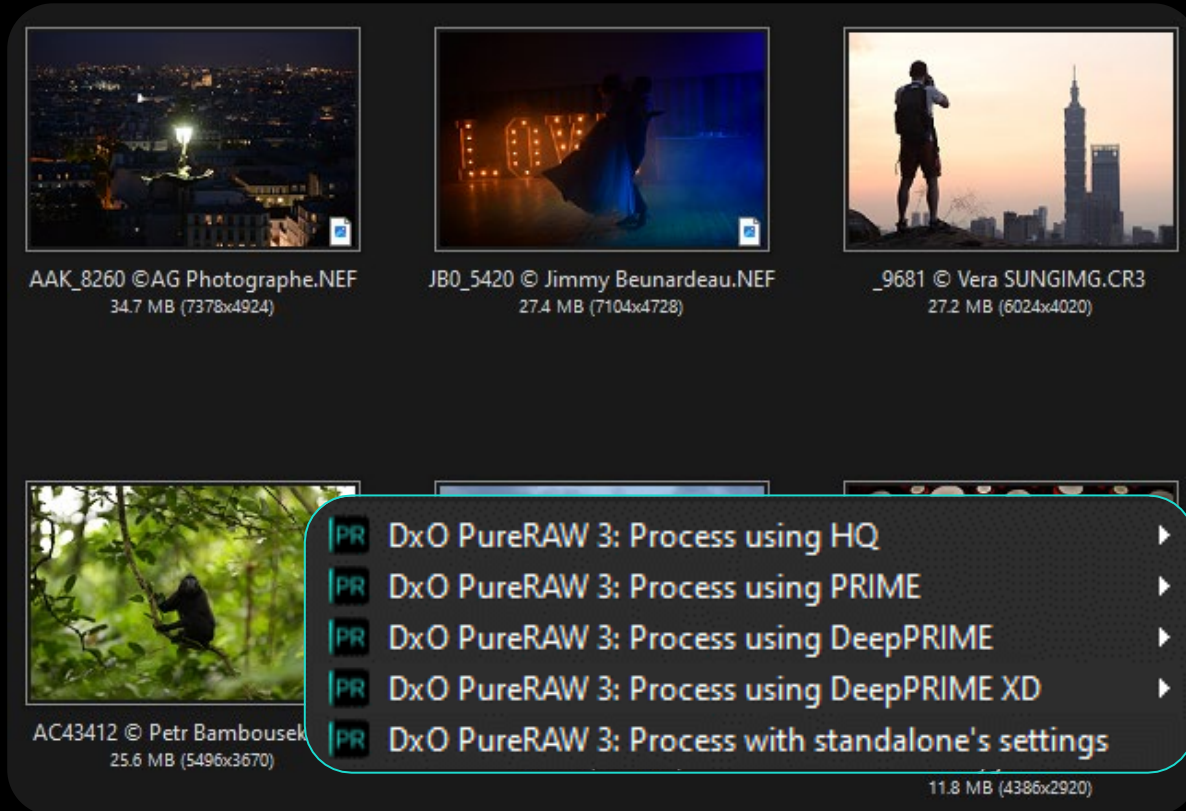 LOVE
AAK_8260 ©AG Photographe.NEF
34.7 MB (7378x4924)
JB0_5420 © Jimmy Beunardeau.NEF
27.4 MB (7104x4728)
_9681 © Vera SUNGIMG.CR3
27.2 MB (6024x4020)
PR DxO PureRAW 3: Process using HQ
PR DxO PureRAW 3: Process using PRIME
PR DxO PureRAW 3: Process using DeepPRIME
PR DxO PureRAW 3: Process using DeepPRIME XD
PR DxO PureRAW 3: Process with standalone's settings
AC43412 © Petr Bambousek
25.6 MB (5496x3670)
11.8 MB (4386x2920)